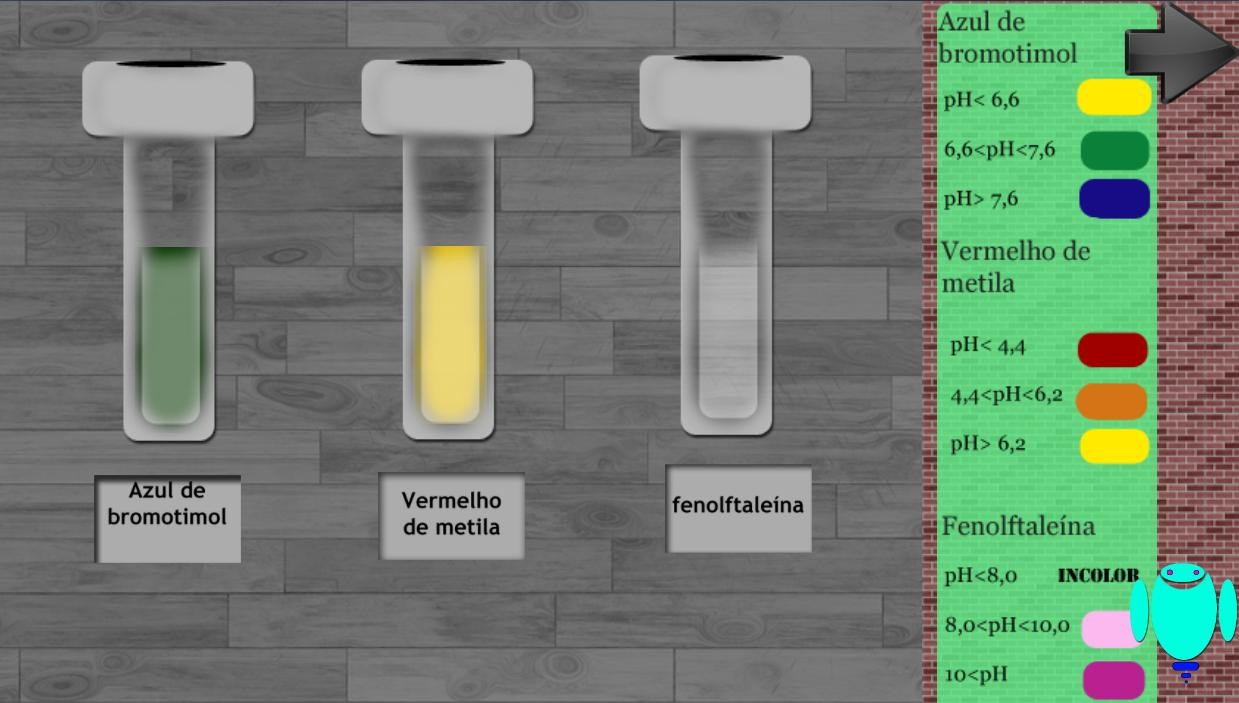 Azul de
bromotimol
Vermelho
de metila
fenolftaleína
Azul de
bromotimol
pH< 6,6
6,6<pH<7,6
pH> 7,6
Vermelho de
metila
pH< 4,4
4,4<pH<6,2
pH> 6,2
Fenolftaleína
pH<8,0 INCOLOR
8,0<pH<10,0
10<pH